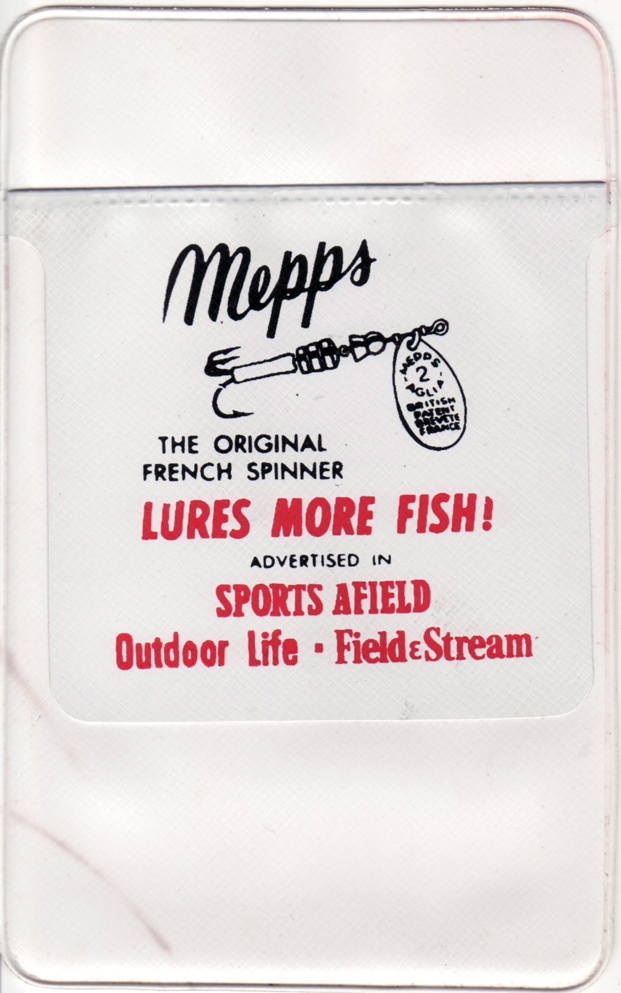 Mepps
MEPPS
2
AGLIA
BRITISH
PATENT
BREVETE
FRANCE
THE ORIGINAL
FRENCH SPINNER
LURES MORE FISH!
ADVERTISED IN
SPORTS AFIELD
Outdoor Life · Field & Stream